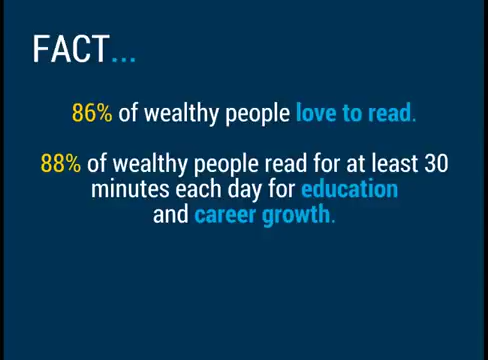 FACT...
86% of wealthy people love to read.
88% of wealthy people read for at least 30
minutes each day for education
and career growth.